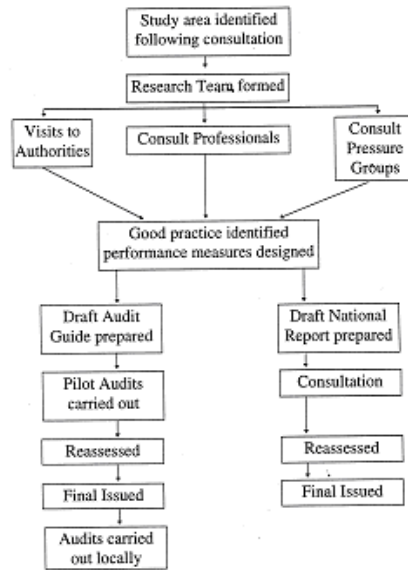 Study area identified
following consultation
Research Team formed
Visits to
Authorities
Consult Professionals
Consult
Pressure
Groups
Good practice identified
performance measures designed
Draft Audit
Guide prepared
Draft National
Report prepared
Pilot Audits
carried out
Consultation
Reassessed
Reassessed
Final Issued
Final Issued
Audits carried
out locally